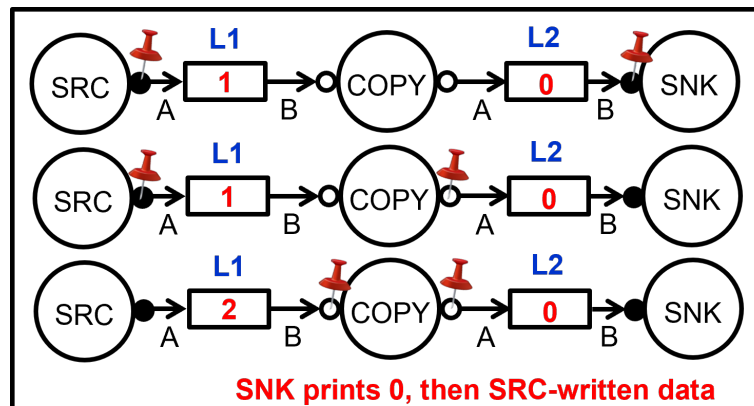 L1 L2
SRC 1 COPY 0 SNK
A B A B
L1 L2
SRC 1 COPY 0 SNK
A B A B
L1 L2
SRC 2 COPY 0 SNK
A B A B
SNK prints 0, then SRC-written data